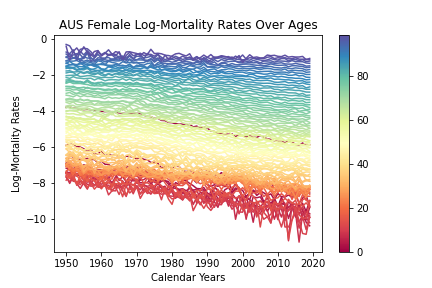 AUS Female Log-Mortality Rates Over Ages
Log-Mortality Rates
0
−2
−4
−6
−8
−10
1950 1960 1970 1980 1990 2000 2010 2020
Calendar Years
80
60
40
20
0